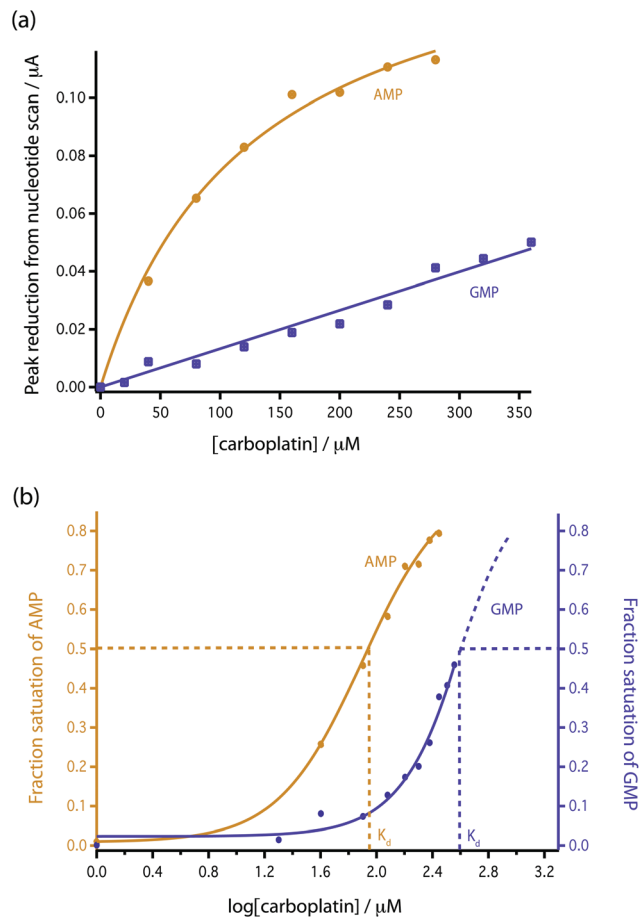 (a)
Peak reduction from nucleotide scan / μA
0.10
0.08
0.06
0.04
0.02
0.00
AMP
GMP
0 50 100 150 200 250 300 350
[carboplatin] / μM
(b)
Fraction satuation of AMP
0.8
0.7
0.6
0.5
0.4
0.3
0.2
0.1
0.0
AMP
GMP
Kd
Kd
0.8
0.7
0.6
0.5
0.4
0.3
0.2
0.1
0.0
Fraction satuation of GMP
0.0 0.8 1.2 1.6 2.0 2.4 2.8 3.2
log[carboplatin] / μM